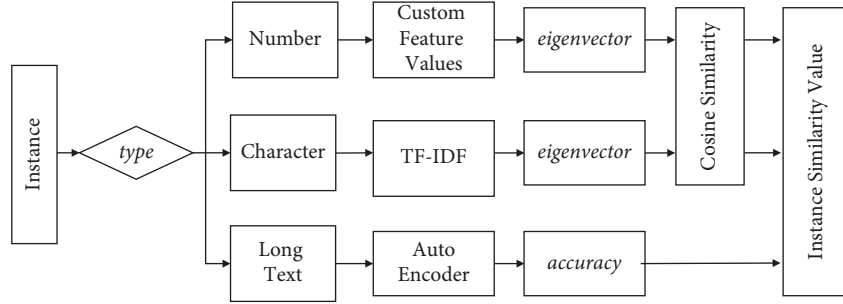 Instance
type
Number
Custom
Feature
Values
eigenvector
Character
TF-IDF
eigenvector
Long
Text
Auto
Encoder
accuracy
Cosine Similarity
Instance Similarity Value